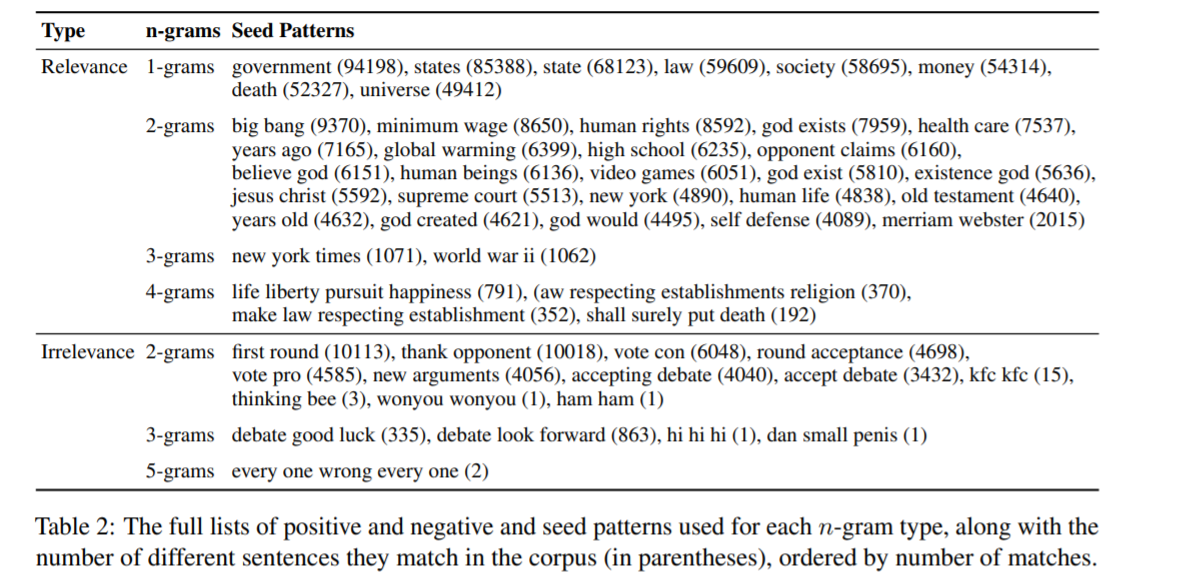 Type n-grams Seed Patterns
Relevance 1-grams government (94198), states (85388), state (68123), law (59609), society (58695), money (54314),
death (52327), universe (49412)
2-grams big bang (9370), minimum wage (8650), human rights (8592), god exists (7959), health care (7537),
years ago (7165), global warming (6399), high school (6235), opponent claims (6160),
believe god (6151), human beings (6136), video games (6051), god exist (5810), existence god (5636),
jesus christ (5592), supreme court (5513), new york (4890), human life (4838), old testament (4640),
years old (4632), god created (4621), god would (4495), self defense (4089), merriam webster (2015)
3-grams new york times (1071), world war ii (1062)
4-grams life liberty pursuit happiness (791), (aw respecting establishments religion (370),
make law respecting establishment (352), shall surely put death (192)
Irrelevance 2-grams first round (10113), thank opponent (10018), vote con (6048), round acceptance (4698),
vote pro (4585), new arguments (4056), accepting debate (4040), accept debate (3432), kfc kfc (15),
thinking bee (3), wonyou wonyou (1), ham ham (1)
3-grams debate good luck (335), debate look forward (863), hi hi hi (1), dan small penis (1)
5-grams every one wrong every one (2)
Table 2: The full lists of positive and negative and seed patterns used for each n-gram type, along with the
number of different sentences they match in the corpus (in parentheses), ordered by number of matches.